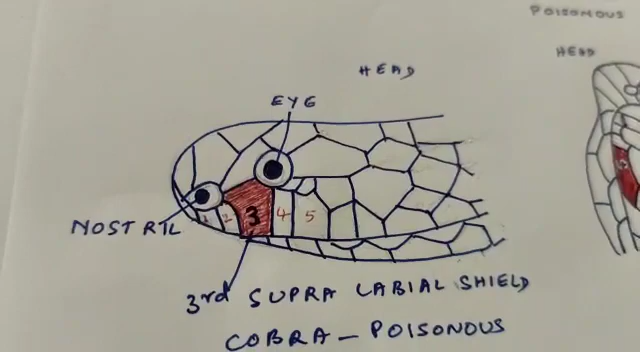 POISONOUS
HEAD
HEAD
EYE
NOSTRIL
1 2 3 4 5
3rd SUPRA LABIAL SHIELD
COBRA - POISONOUS